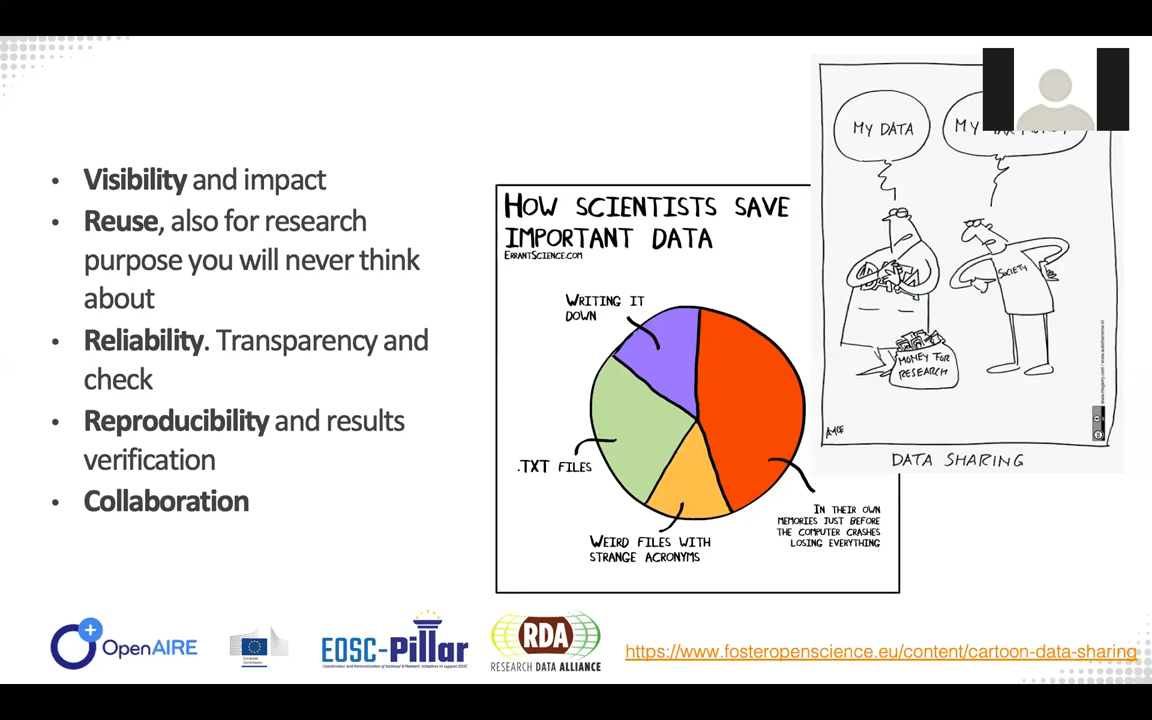 • Visibility and impact
• Reuse, also for research
purpose you will never think
about
• Reliability. Transparency and
check
• Reproducibility and results
verification
• Collaboration
HOW SCIENTISTS SAVE
IMPORTANT DATA
ERRANTSCIENCE.COM
WRITING IT
DOWN
.TXT FILES
WEIRD FILES WITH
STRANGE ACRONYMS
IN THEIR OWN
MEMORIES JUST BEFORE
THE COMPUTER CRASHES
LOSING EVERYTHING
MY DATA
MY
SOCIETY
MONEY FOR
RESEARCH
DATA SHARING
OpenAIRE
European
Commission
EOSC-Pillar
RDA
RESEARCH DATA ALLIANCE
https://www.fosteropenscience.eu/content/cartoon-data-sharing